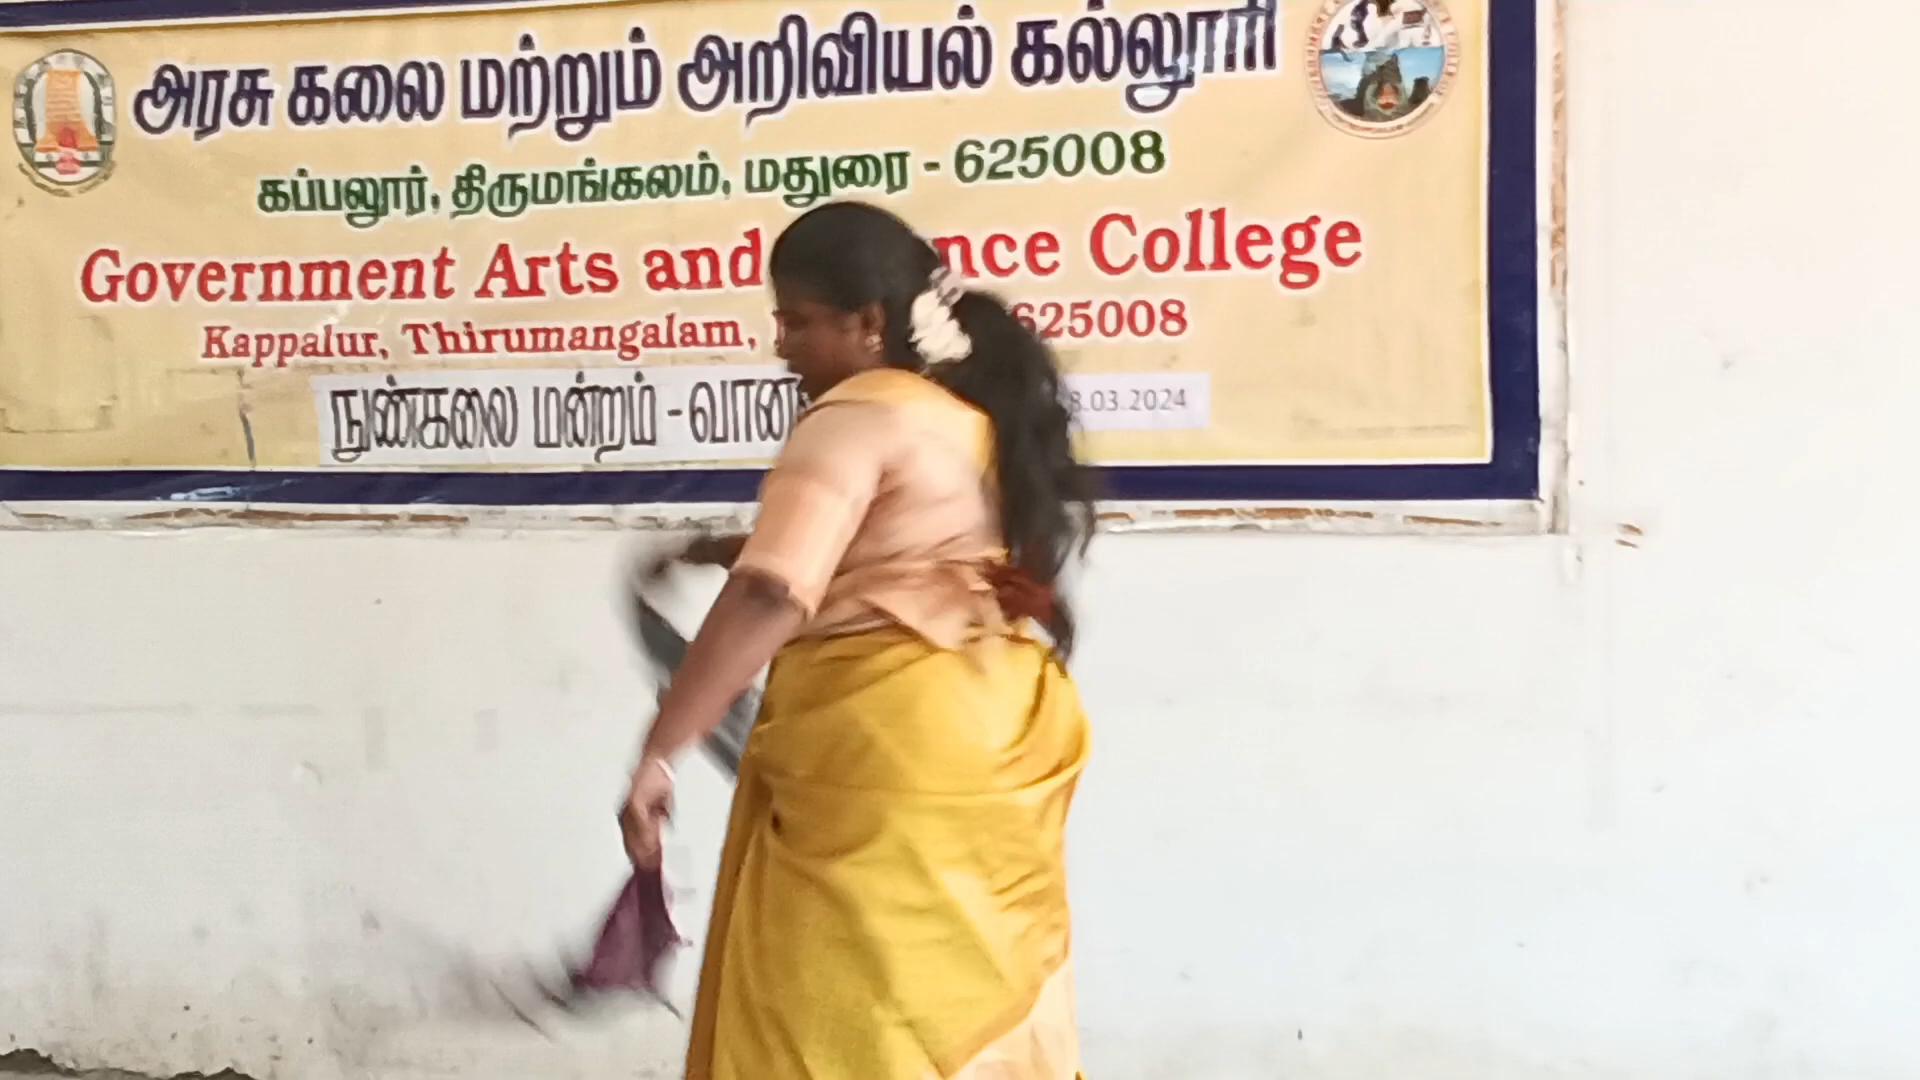 அரசு கலை மற்றும் அறிவியல் கல்லூரி
கப்பலூர், திருமங்கலம், மதுரை - 625008
Government Arts and nce College
Kappalur, Thirumangalam, 625008
நுண்கலை மன்றம் - வான 8.03.2024